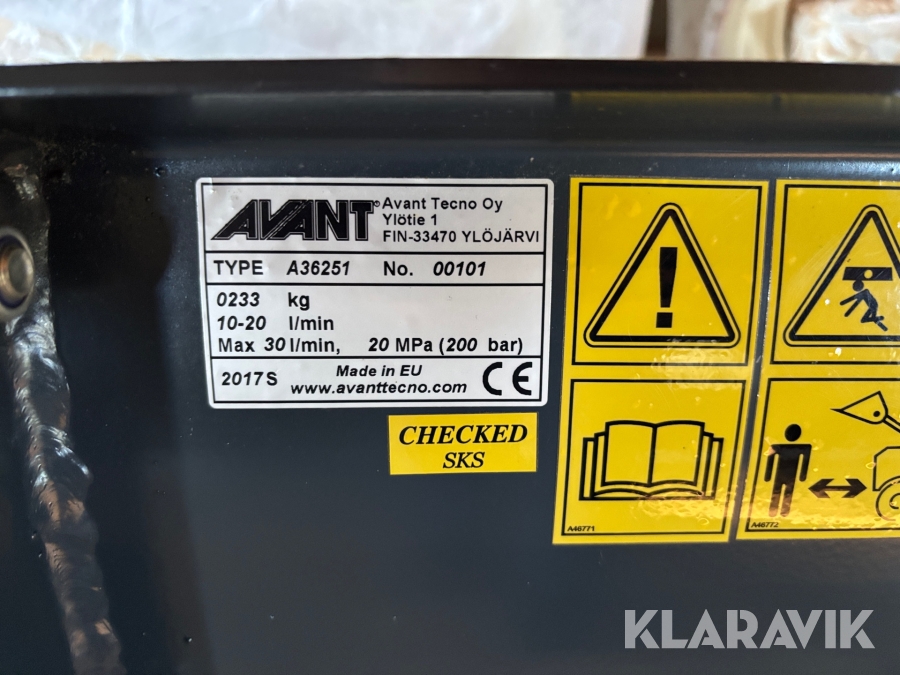 AVANT® Avant Tecno Oy
Ylötie 1
FIN-33470 YLÖJÄRVI
TYPE A36251 No. 00101
0233 kg
10-20 l/min
Max 30 l/min, 20 MPa (200 bar)
2017S Made in EU
www.avanttecno.com CE
CHECKED
SKS
!
A46771
A46772
KLARAVIK